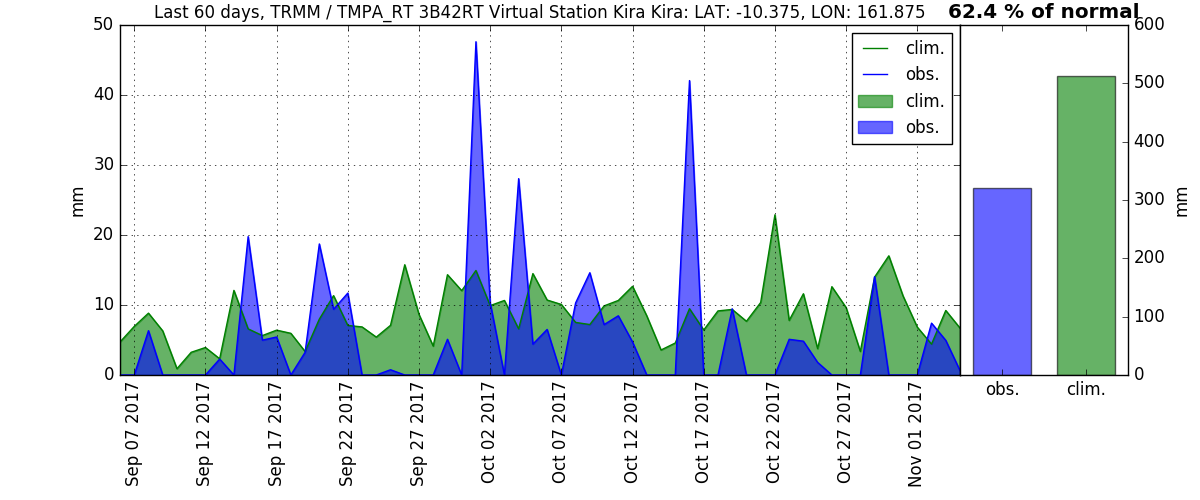 Last 60 days, TRMM / TMPA_RT 3B42RT Virtual Station Kira Kira: LAT: -10.375, LON: 161.875
62.4 % of normal
50
40
30
20
10
0
mm
clim.
obs.
clim.
obs.
600
500
400
300
200
100
0
mm
obs.
clim.
Sep 07 2017
Sep 12 2017
Sep 17 2017
Sep 22 2017
Sep 27 2017
Oct 02 2017
Oct 07 2017
Oct 12 2017
Oct 17 2017
Oct 22 2017
Oct 27 2017
Nov 01 2017